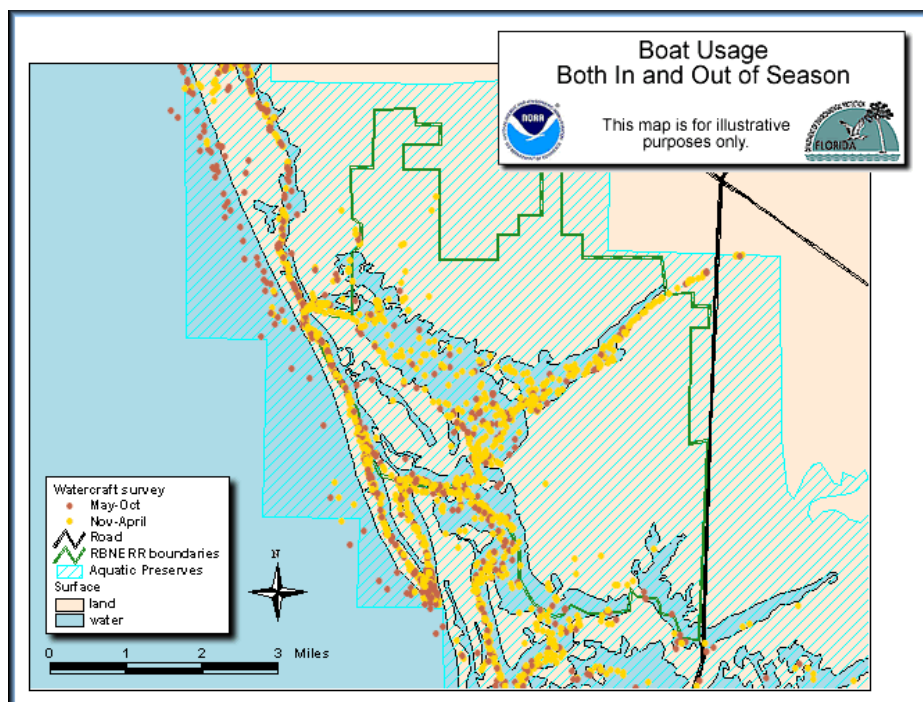 Boat Usage
Both In and Out of Season
NOAA
This map is for illustrative
purposes only.
FLORIDA
Watercraft survey
May-Oct
Nov-April
Road
RBNERR boundaries
Aquatic Preserves
Surface
land
water
N
0 1 2 3 Miles